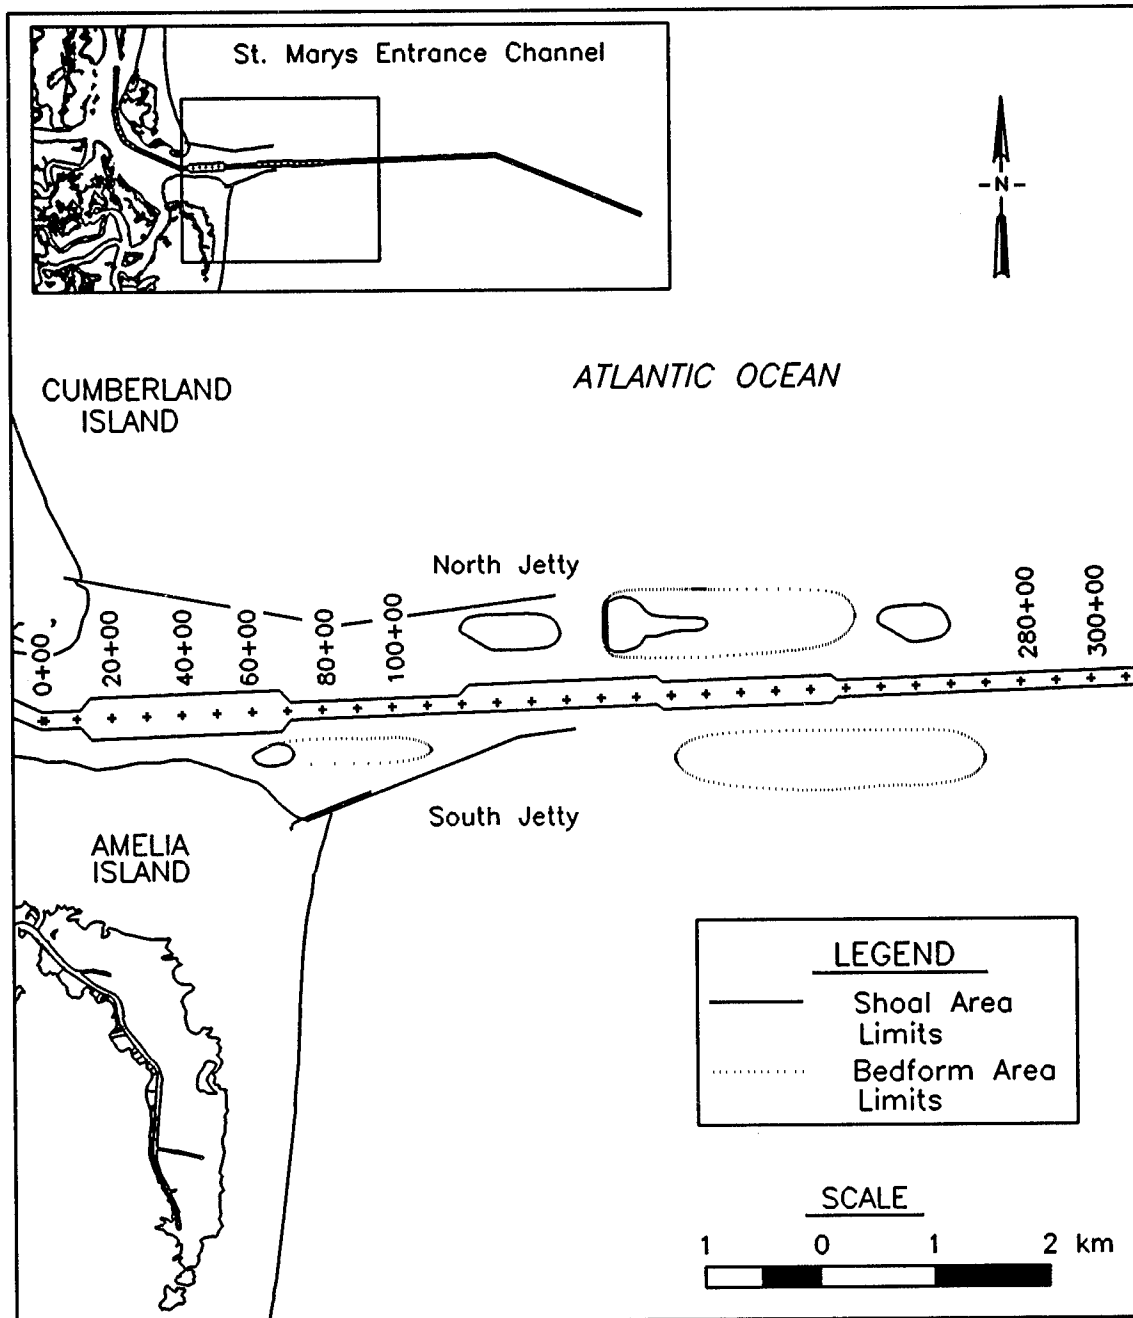 St. Marys Entrance Channel
-N-
ATLANTIC OCEAN
CUMBERLAND
ISLAND
North Jetty
0+00
20+00
40+00
60+00
80+00
100+00
280+00
300+00
South Jetty
AMELIA
ISLAND
LEGEND
Shoal Area
Limits
Bedform Area
Limits
SCALE
1 0 1 2 km